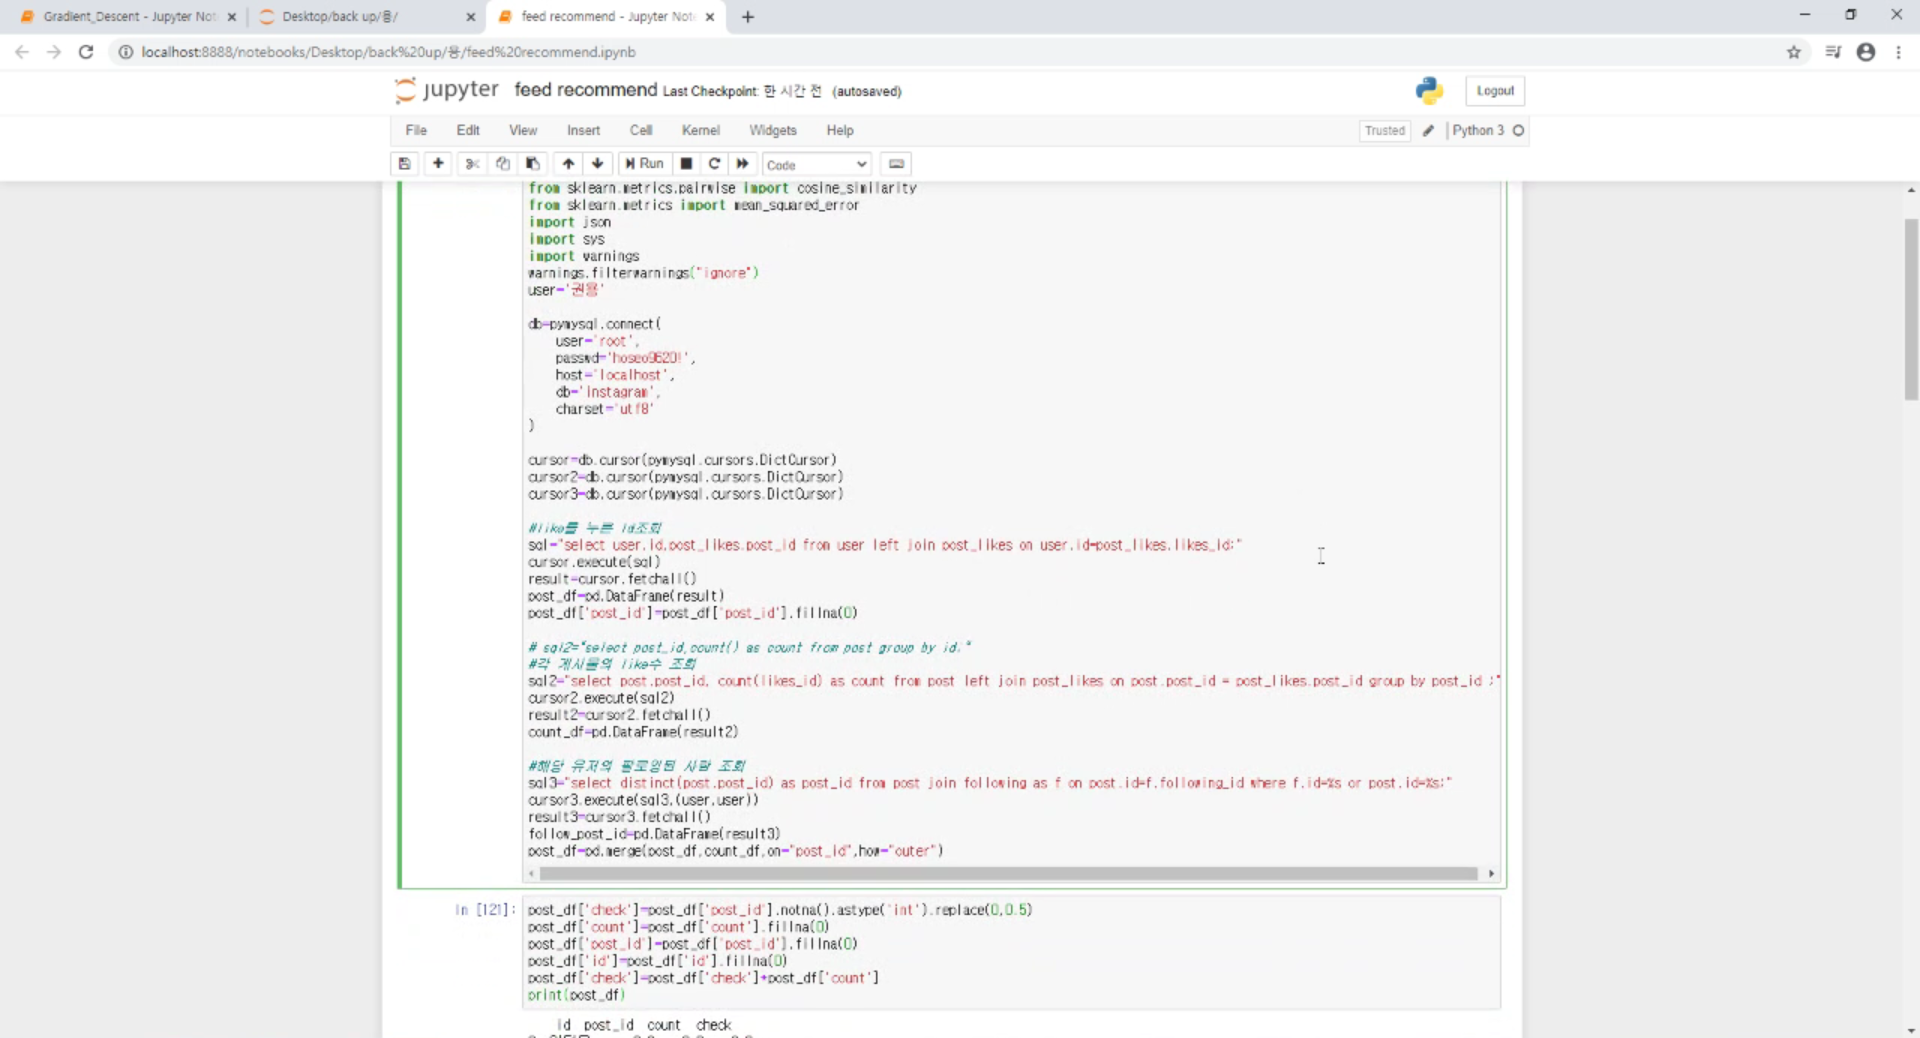 Gradient_Descent - Jupyter Not
Desktop/back up/용/
feed recommend - Jupyter Not
localhost:8888/notebooks/Desktop/back%20up/용/feed%20recommend.ipynb
jupyter feed recommend Last Checkpoint: 한 시간 전 (autosaved)
Logout
File Edit View Insert Cell Kernel Widgets Help
Trusted Python 3
Run Code
from sklearn.metrics.pairwise import cosine_similarity
from sklearn.metrics import mean_squared_error
import json
import sys
import warnings
warnings.filterwarnings("ignore")
user='권용'
db=pymysql.connect(
user='root',
passwd='hoseo9620!',
host='localhost',
db='instagram',
charset='utf8'
)
cursor=db.cursor(pymysql.cursors.DictCursor)
cursor2=db.cursor(pymysql.cursors.DictCursor)
cursor3=db.cursor(pymysql.cursors.DictCursor)
#like를 누른 id조회
sql="select user.id,post_likes.post_id from user left join post_likes on user.id=post_likes.likes_id;"
cursor.execute(sql)
result=cursor.fetchall()
post_df=pd.DataFrame(result)
post_df['post_id']=post_df['post_id'].fillna(0)
# sql2="select post_id,count() as count from post group by id;"
#각 게시물의 like수 조회
sql2="select post.post_id, count(likes_id) as count from post left join post_likes on post.post_id = post_likes.post_id group by post_id ;"
cursor2.execute(sql2)
result2=cursor2.fetchall()
count_df=pd.DataFrame(result2)
#해당 유저의 팔로잉된 사람 조회
sql3="select distinct(post.post_id) as post_id from post join following as f on post.id=f.following_id where f.id=%s or post.id=%s;"
cursor3.execute(sql3,(user,user))
result3=cursor3.fetchall()
follow_post_id=pd.DataFrame(result3)
post_df=pd.merge(post_df,count_df,on="post_id",how="outer")
In [121]:
post_df['check']=post_df['post_id'].notna().astype('int').replace(0,0.5)
post_df['count']=post_df['count'].fillna(0)
post_df['post_id']=post_df['post_id'].fillna(0)
post_df['id']=post_df['id'].fillna(0)
post_df['check']=post_df['check']+post_df['count']
print(post_df)
id post_id count check